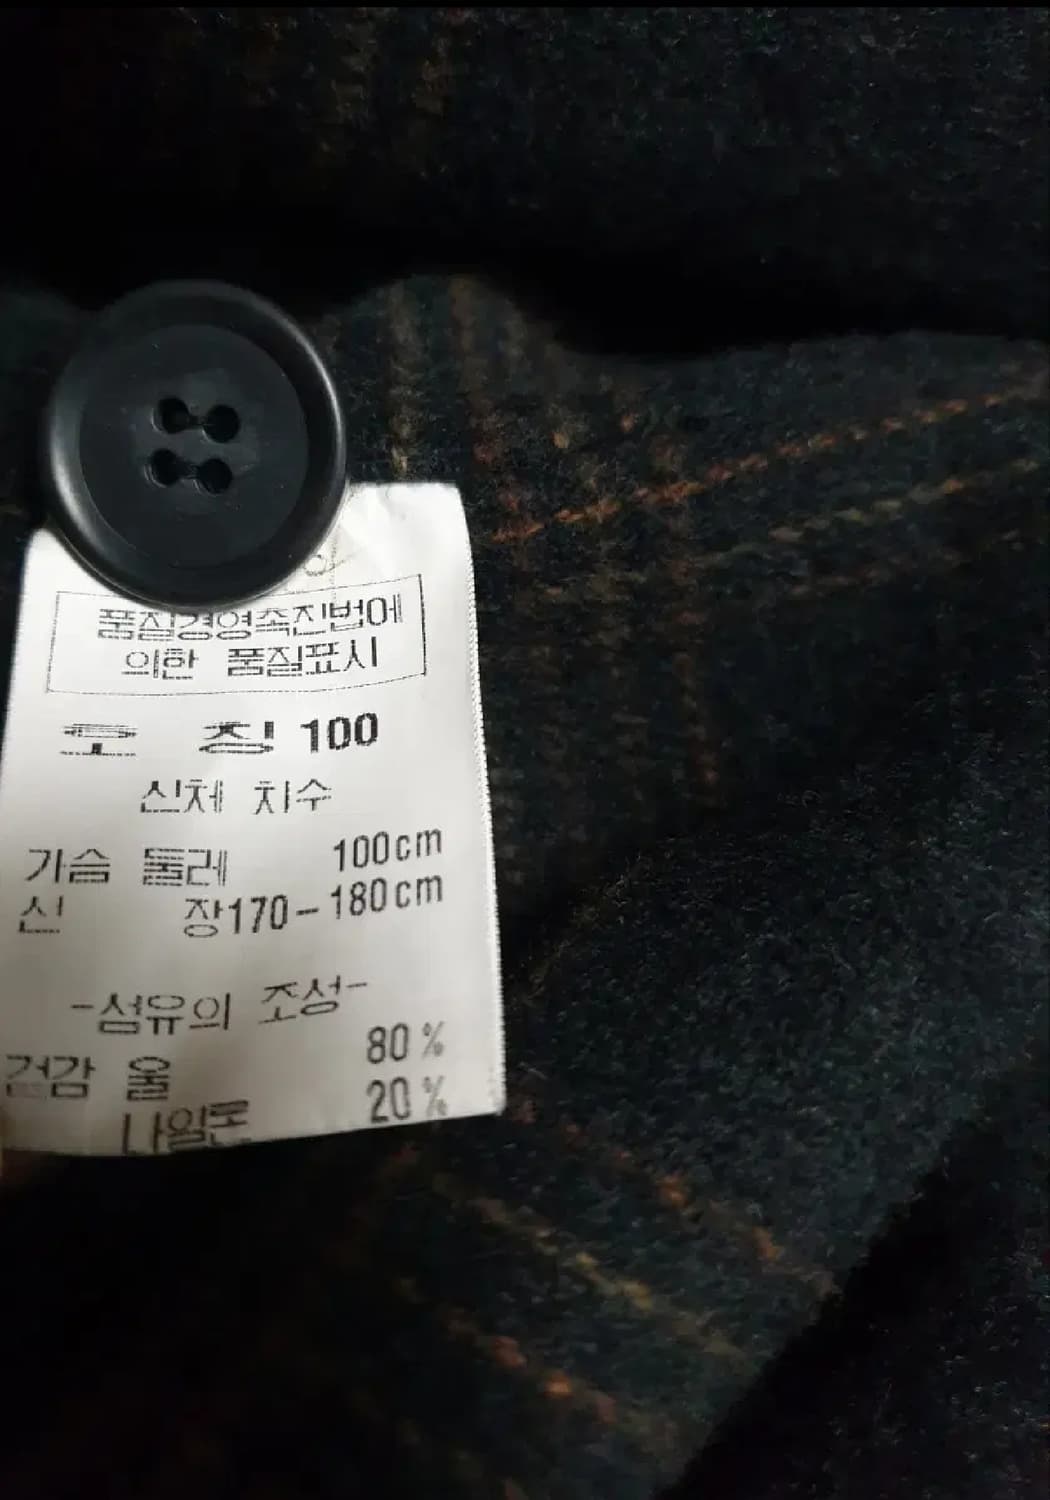 품질경영촉진법에
의한 품질표시
호 칭 100
신체 치수
가슴 둘레 100cm
신 장 170-180cm
-섬유의 조성-
겉감 울 80%
나일론 20%